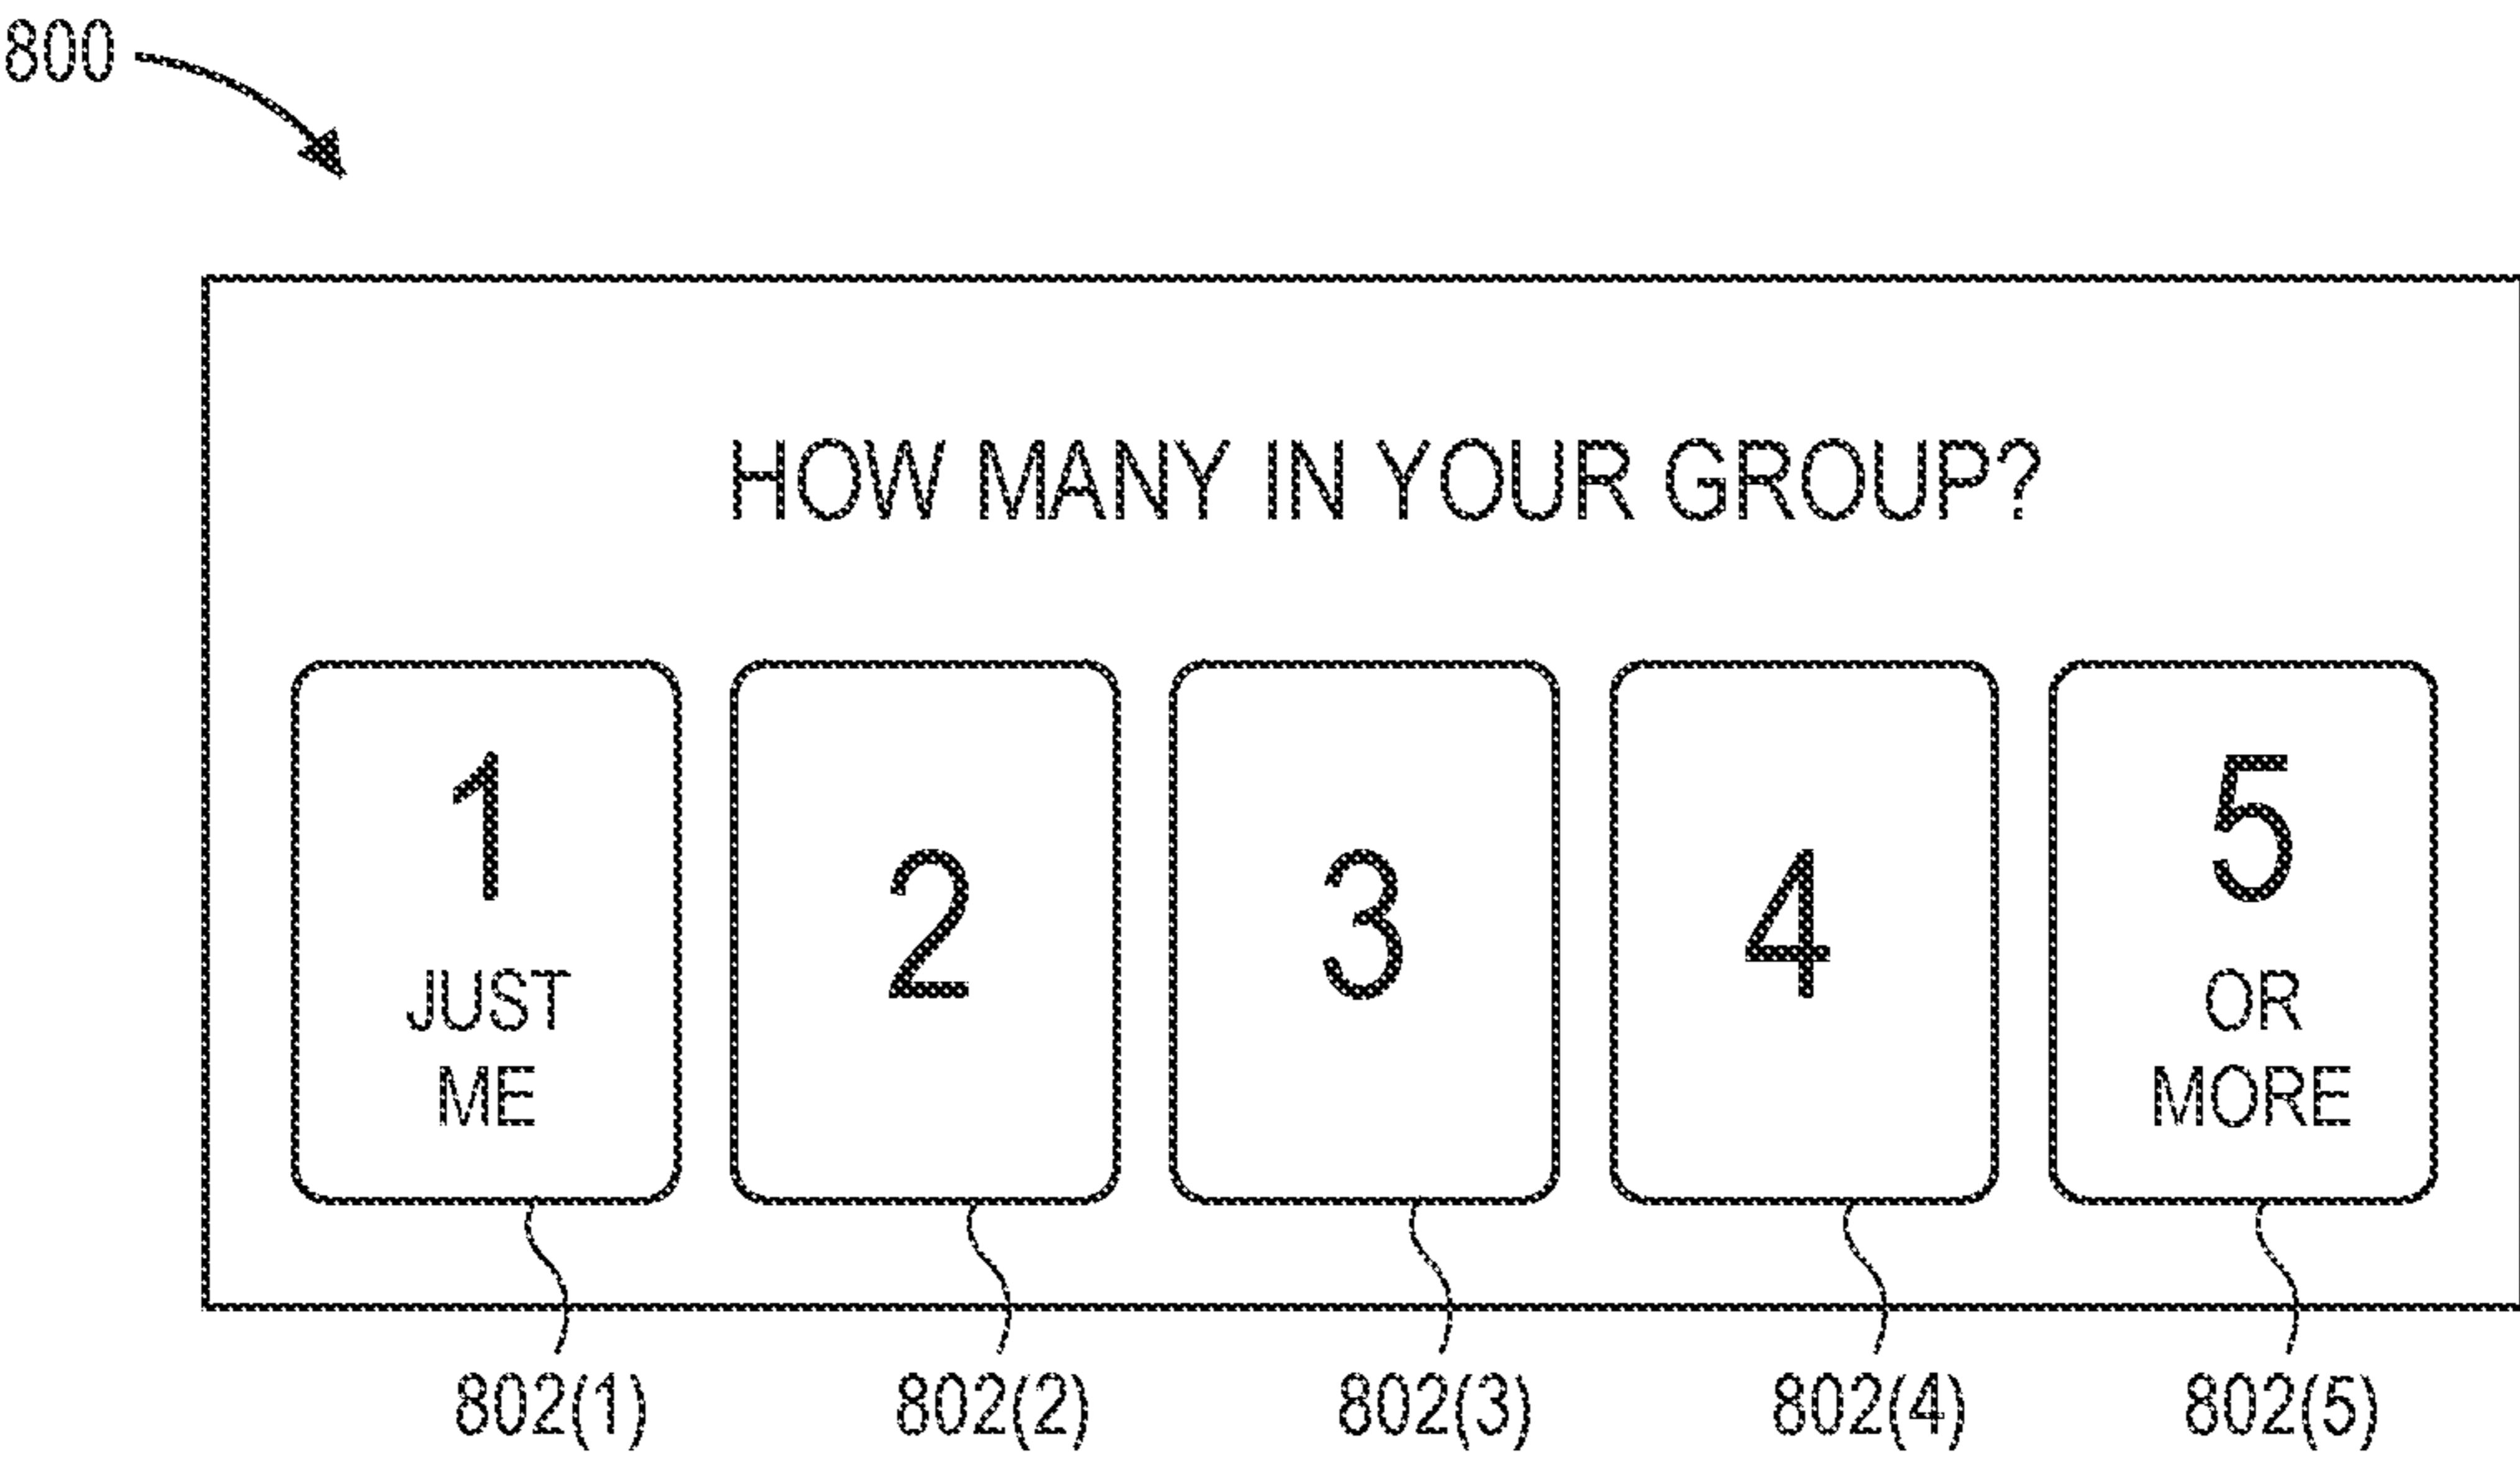 800
HOW MANY IN YOUR GROUP?
1
JUST
ME
2
3
4
5
OR
MORE
802(1)
802(2)
802(3)
802(4)
802(5)